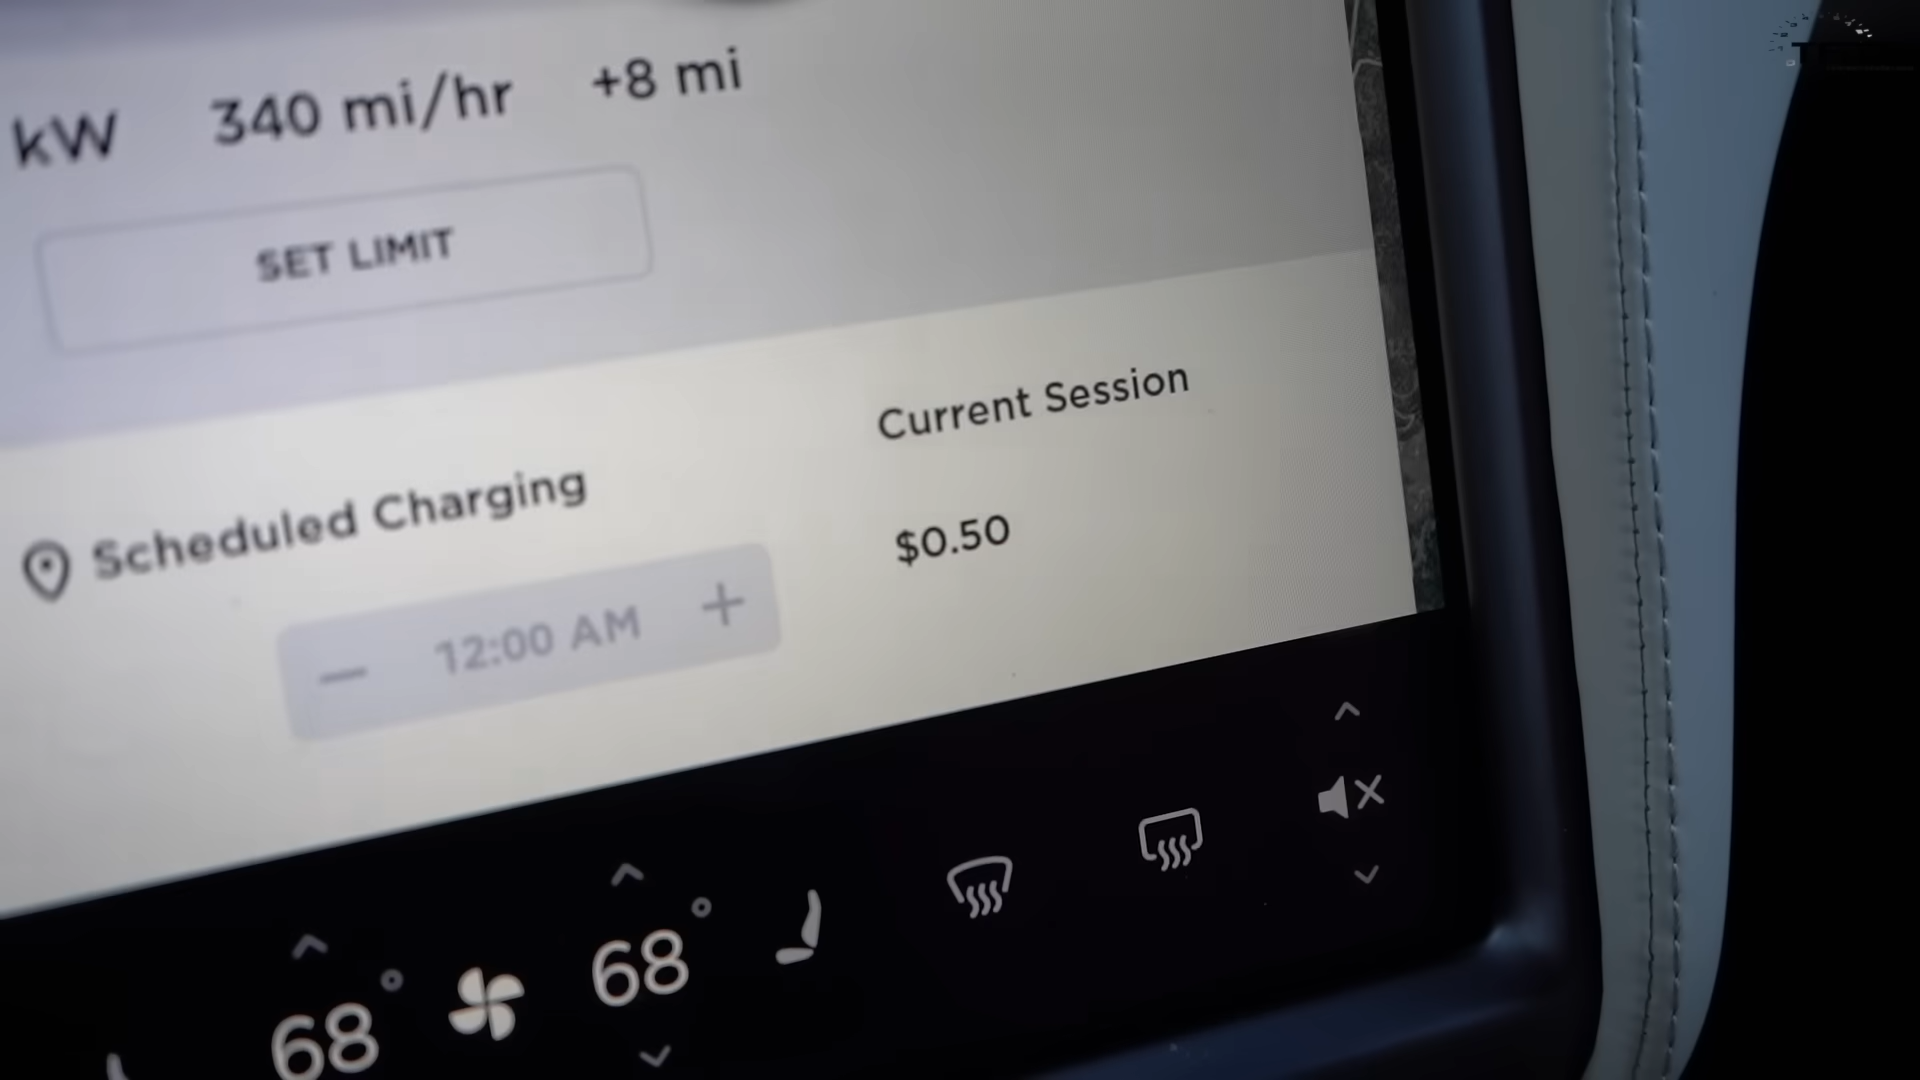 kW 340 mi/hr +8 mi
SET LIMIT
Current Session
Scheduled Charging
$0.50
− 12:00 AM +
68° 68°